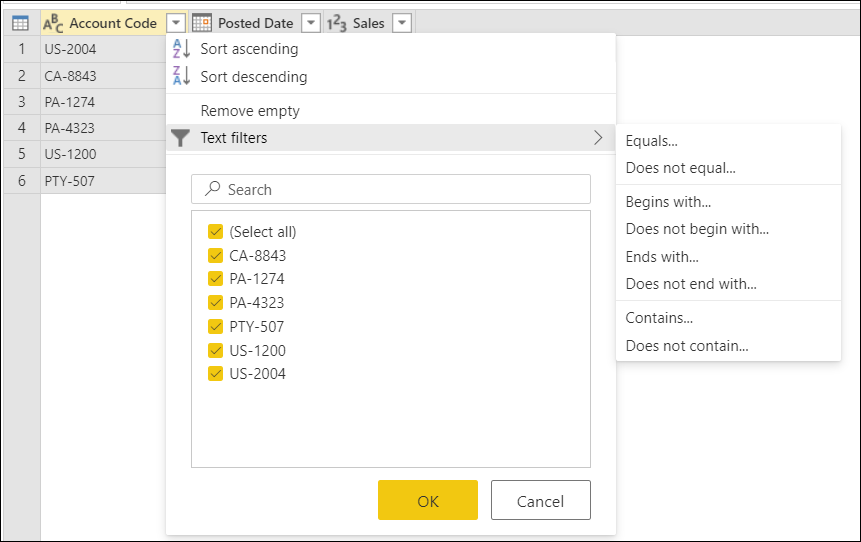 ABC Account Code Posted Date 123 Sales
1 US-2004
2 CA-8843
3 PA-1274
4 PA-4323
5 US-1200
6 PTY-507
AZ Sort ascending
ZA Sort descending
Remove empty
Text filters
Search
(Select all)
CA-8843
PA-1274
PA-4323
PTY-507
US-1200
US-2004
OK Cancel
Equals...
Does not equal...
Begins with...
Does not begin with...
Ends with...
Does not end with...
Contains...
Does not contain...